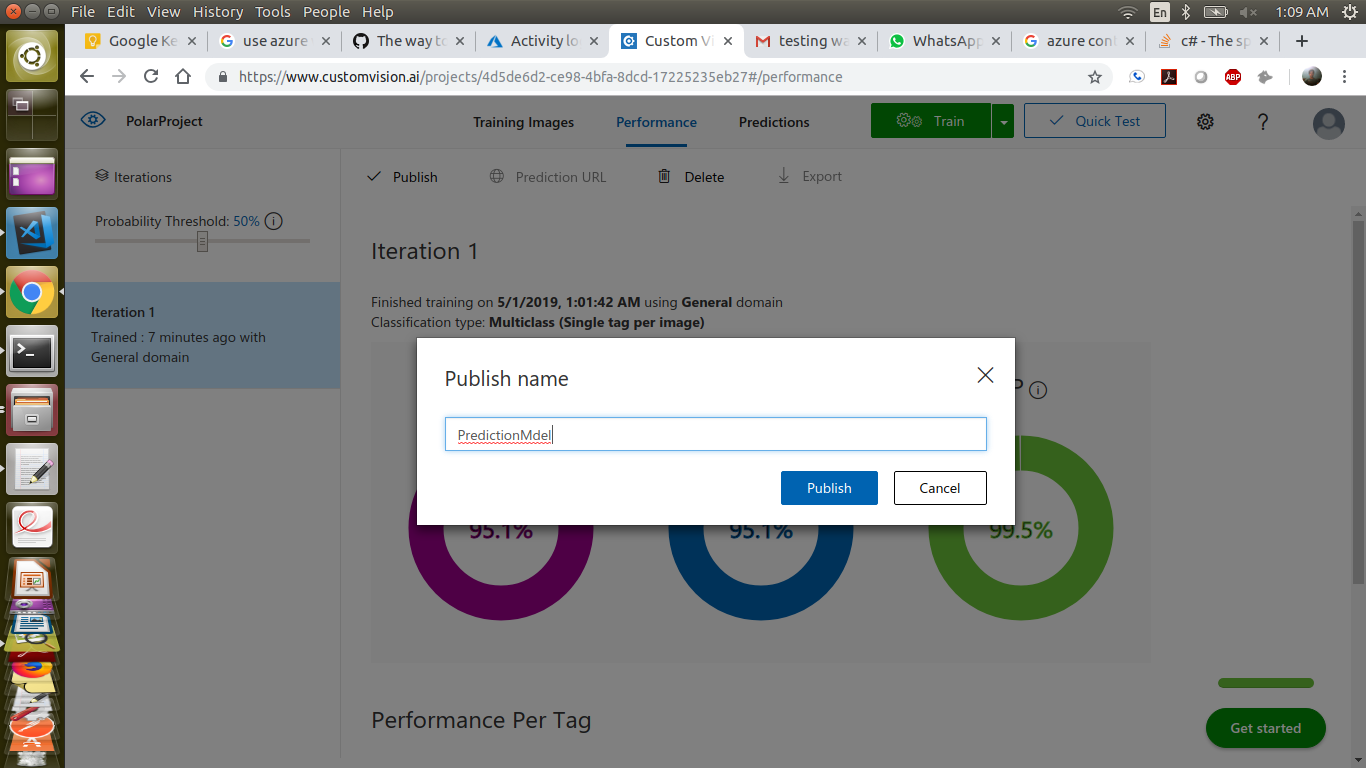 File Edit View History Tools People Help
En
1:09 AM
Google Ke
use azure
The way to
Activity lo
Custom Vi
testing wa
WhatsApp
azure cont
c# - The sp
https://www.customvision.ai/projects/4d5de6d2-ce98-4bfa-8dcd-17225235eb27#/performance
ABP
PolarProject
Training Images
Performance
Predictions
Train
Quick Test
?
Iterations
Publish
Prediction URL
Delete
Export
Probability Threshold: 50%
Iteration 1
Trained : 7 minutes ago with
General domain
Iteration 1
Finished training on 5/1/2019, 1:01:42 AM using General domain
Classification type: Multiclass (Single tag per image)
Publish name
PredictionMdel
Publish
Cancel
95.1%
95.1%
99.5%
Performance Per Tag
Get started